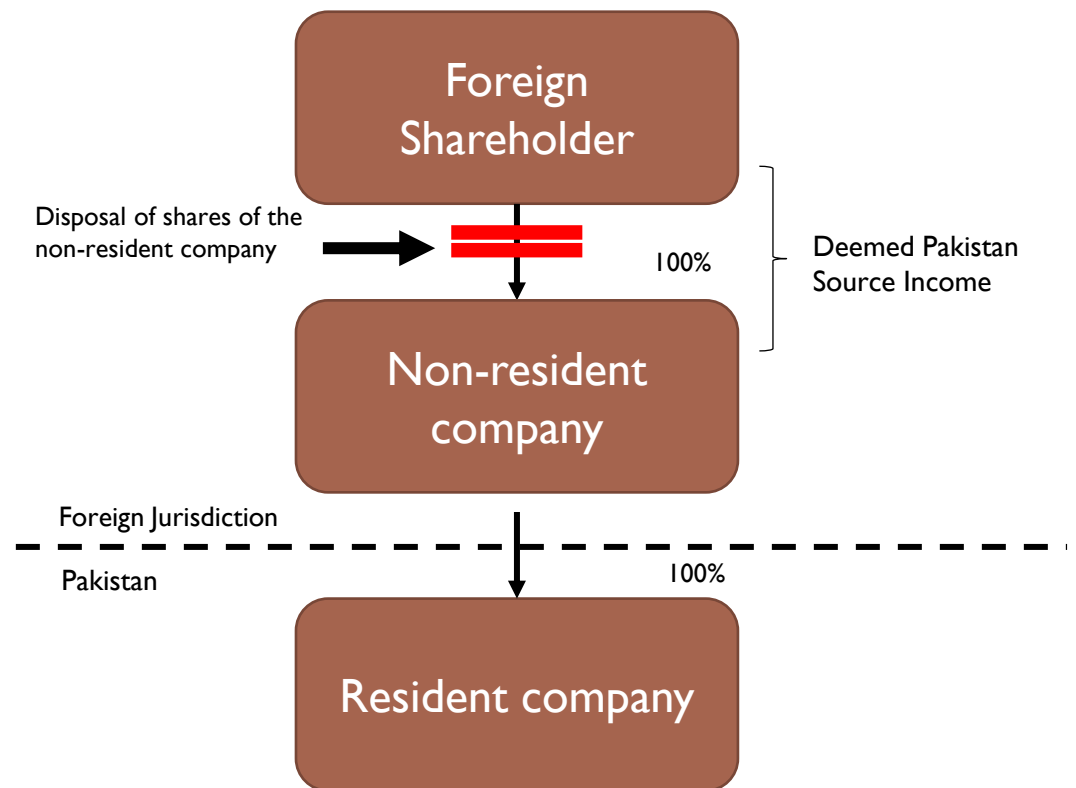 Foreign
Shareholder
Disposal of shares of the
non-resident company
100%
Deemed Pakistan
Source Income
Non-resident
company
Foreign Jurisdiction
Pakistan
100%
Resident company